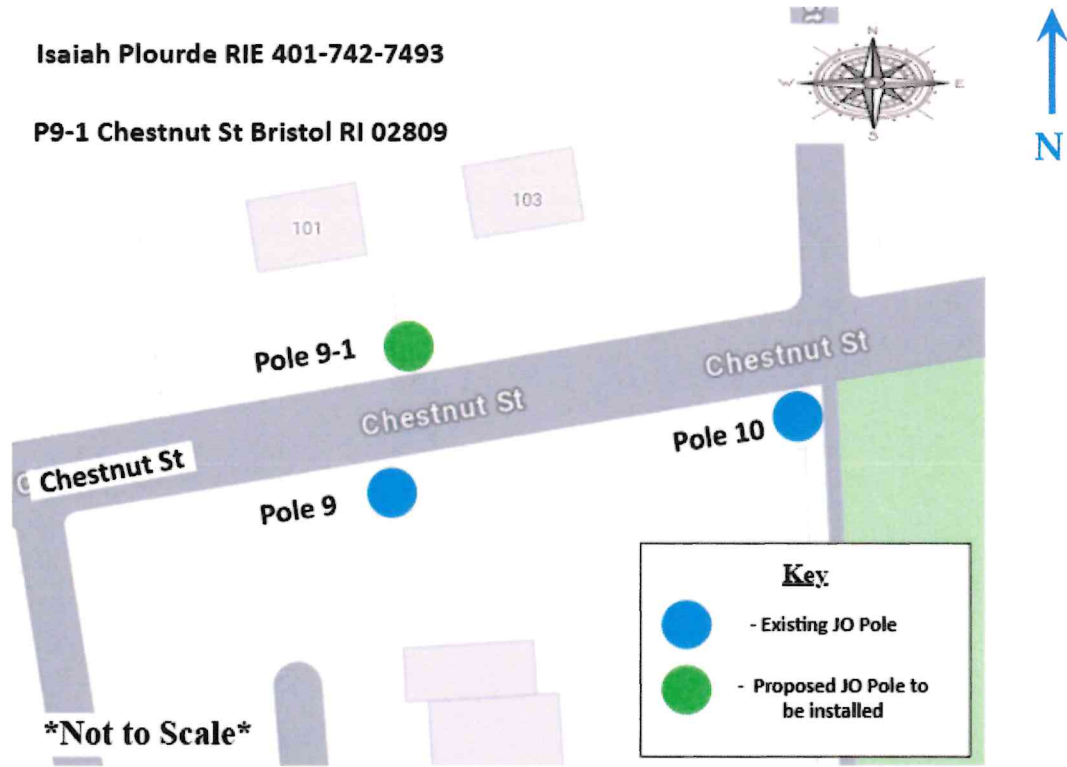 Isaiah Plourde RIE 401-742-7493
P9-1 Chestnut St Bristol RI 02809
N
W
E
S
N
101
103
Pole 9-1
Chestnut St
Chestnut St
Pole 10
Chestnut St
Pole 9
Key
- Existing JO Pole
- Proposed JO Pole to
be installed
*Not to Scale*